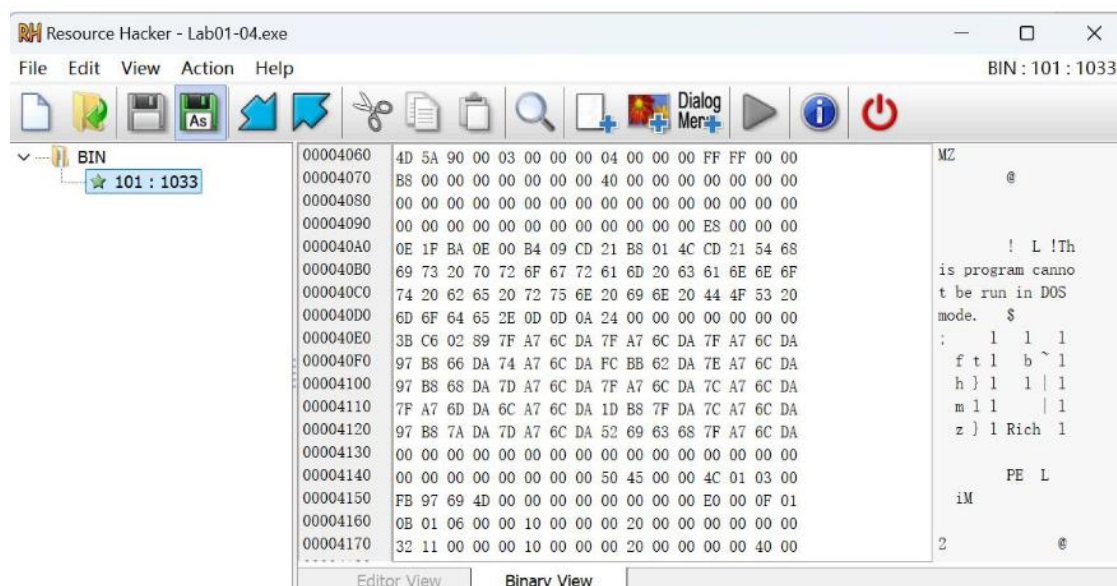 Resource Hacker - Lab01-04.exe
File Edit View Action Help
BIN : 101 : 1033
As
Dialog
Men
BIN
101 : 1033
00004060 4D 5A 90 00 03 00 00 00 04 00 00 00 FF FF 00 00 MZ
00004070 B8 00 00 00 00 00 00 00 40 00 00 00 00 00 00 00 @
00004080 00 00 00 00 00 00 00 00 00 00 00 00 00 00 00 00
00004090 00 00 00 00 00 00 00 00 00 00 00 00 E8 00 00 00
000040A0 0E 1F BA 0E 00 B4 09 CD 21 B8 01 4C CD 21 54 68 ! L !Th
000040B0 69 73 20 70 72 6F 67 72 61 6D 20 63 61 6E 6E 6F is program canno
000040C0 74 20 62 65 20 72 75 6E 20 69 6E 20 44 4F 53 20 t be run in DOS
000040D0 6D 6F 64 65 2E 0D 0D 0A 24 00 00 00 00 00 00 00 mode. $
000040E0 3B C6 02 89 7F A7 6C DA 7F A7 6C DA 7F A7 6C DA ; l l l
000040F0 97 B8 66 DA 74 A7 6C DA FC BB 62 DA 7E A7 6C DA f t l b ~ l
00004100 97 B8 68 DA 7D A7 6C DA 7F A7 6C DA 7C A7 6C DA h } l l | l
00004110 7F A7 6D DA 6C A7 6C DA 1D B8 7F DA 7C A7 6C DA m l l | l
00004120 97 B8 7A DA 7D A7 6C DA 52 69 63 68 7F A7 6C DA z } l Rich l
00004130 00 00 00 00 00 00 00 00 00 00 00 00 00 00 00 00
00004140 00 00 00 00 00 00 00 00 50 45 00 00 4C 01 03 00 PE L
00004150 FB 97 69 4D 00 00 00 00 00 00 00 00 E0 00 0F 01 iM
00004160 0B 01 06 00 00 10 00 00 00 20 00 00 00 00 00 00
00004170 32 11 00 00 00 10 00 00 00 20 00 00 00 00 40 00 2 @
Editor View Binary View